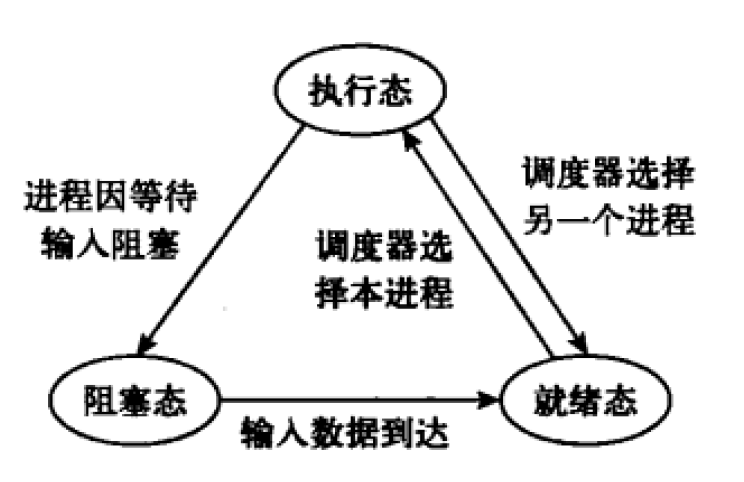 执行态
进程因等待
输入阻塞
调度器选
择本进程
调度器选择
另一个进程
阻塞态
输入数据到达
就绪态